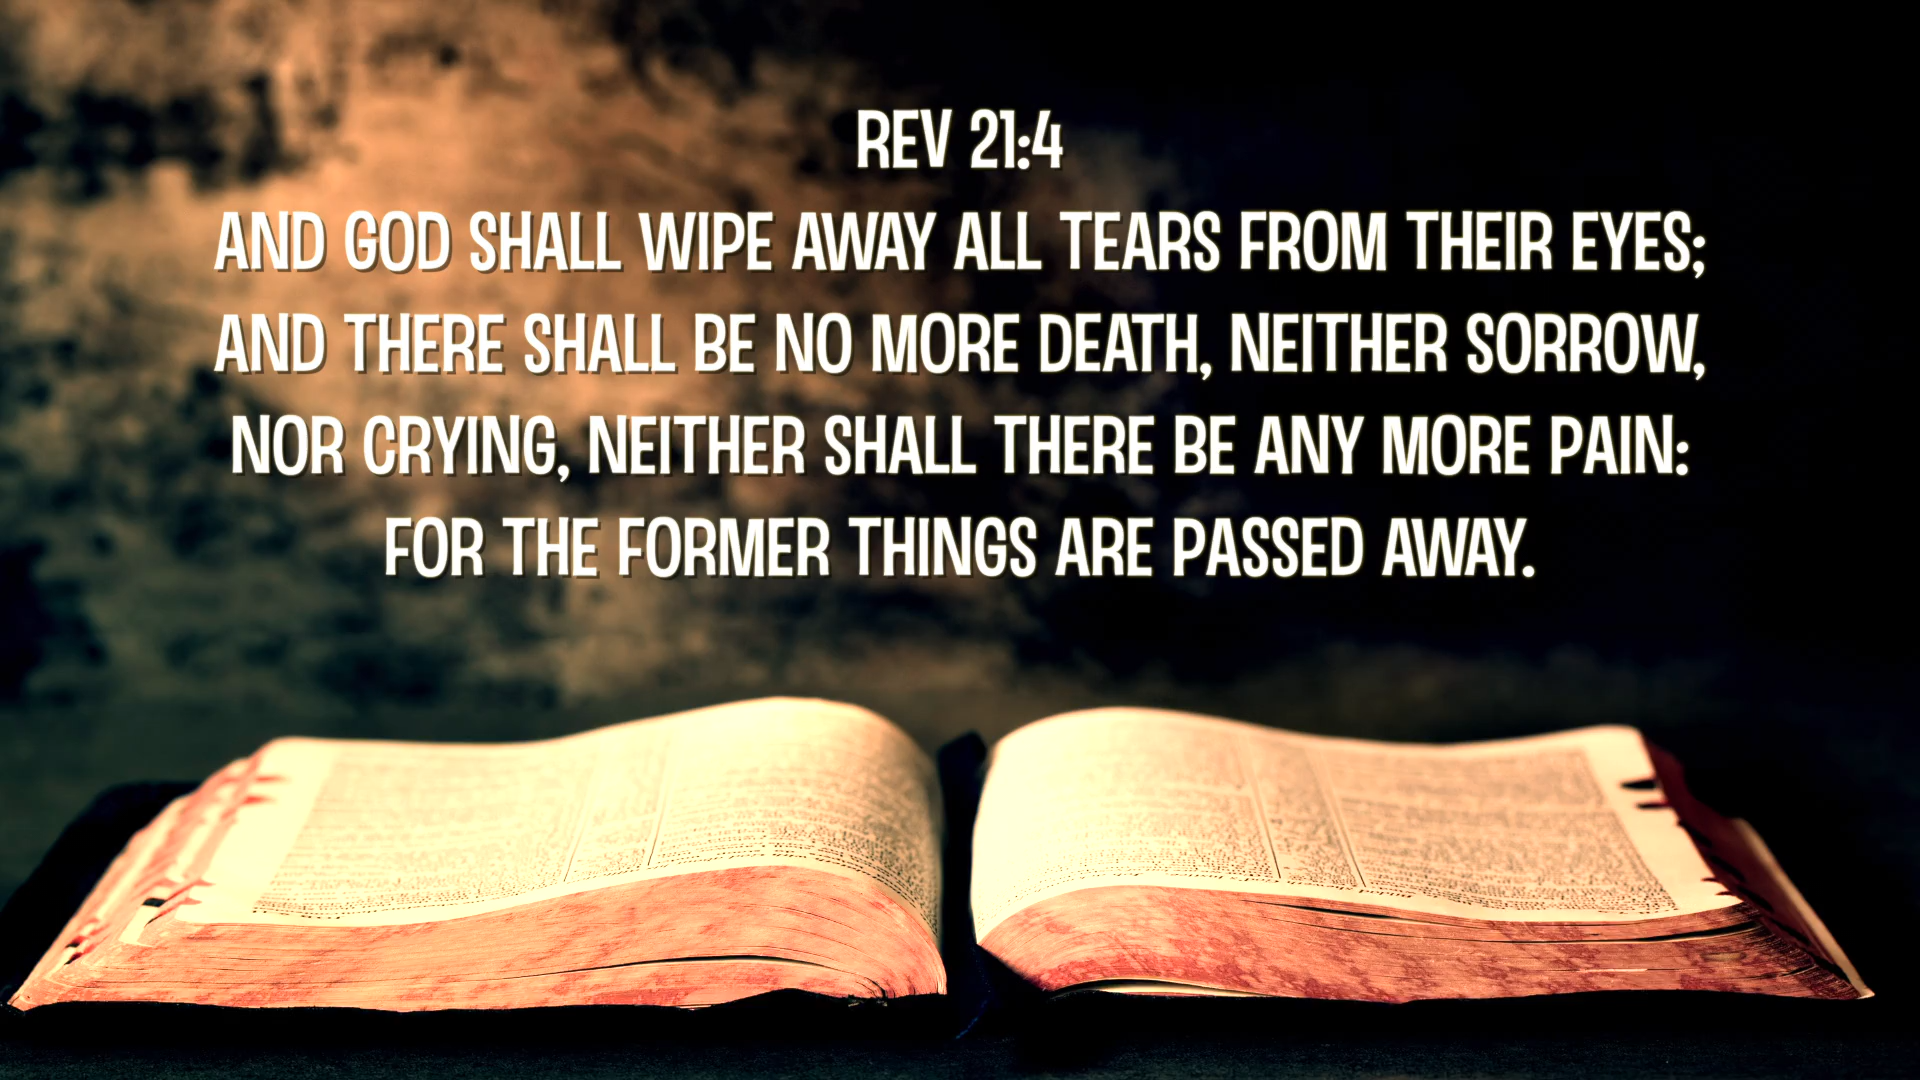 REV 21:4
AND GOD SHALL WIPE AWAY ALL TEARS FROM THEIR EYES;
AND THERE SHALL BE NO MORE DEATH, NEITHER SORROW,
NOR CRYING, NEITHER SHALL THERE BE ANY MORE PAIN:
FOR THE FORMER THINGS ARE PASSED AWAY.